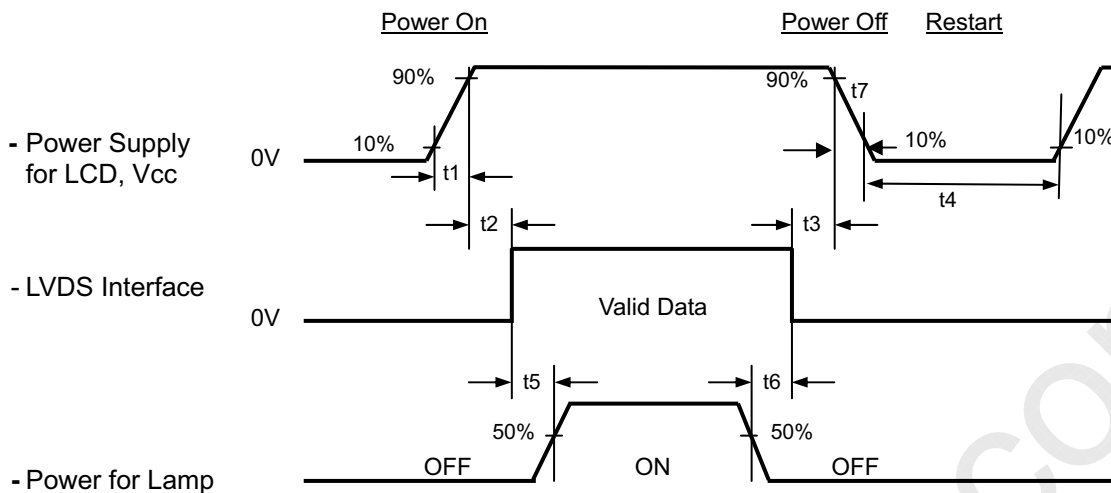 Power On
Power Off
Restart
90%
90%
t7
- Power Supply
for LCD, Vcc
0V
10%
10%
10%
t1
t4
t2
t3
- LVDS Interface
0V
Valid Data
t5
t6
50%
50%
- Power for Lamp
OFF
ON
OFF
com